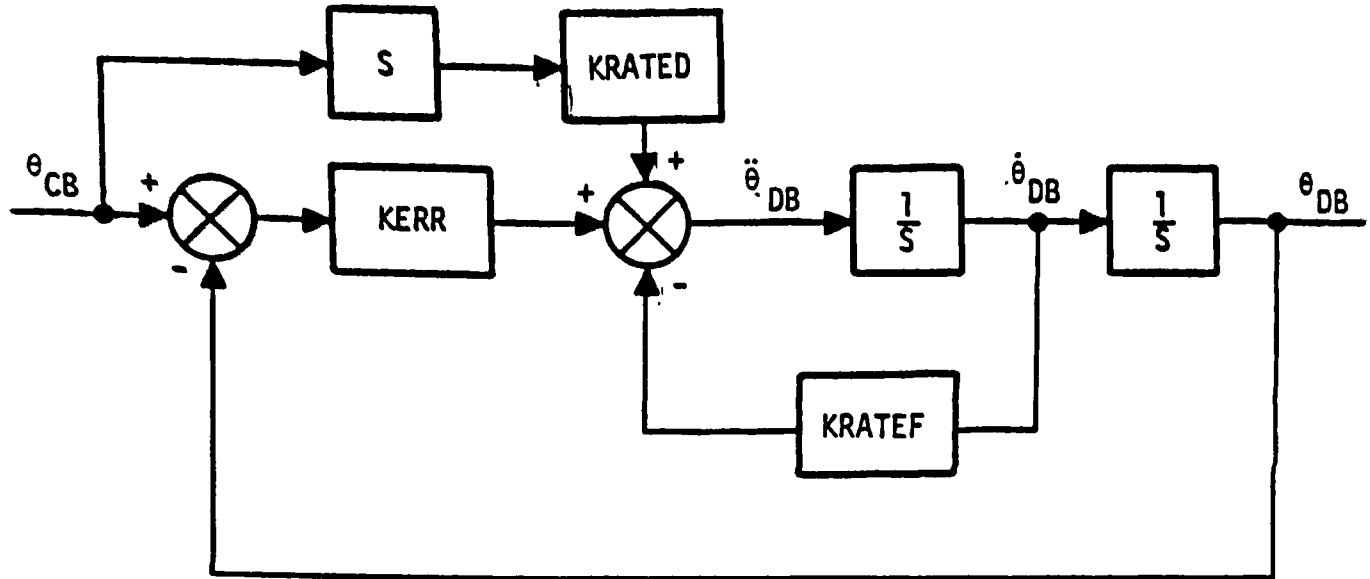 S
KRATED
θCB
+
+
+
KERR
θ̈DB
1/S
θ̇DB
1/S
θDB
-
-
KRATEF